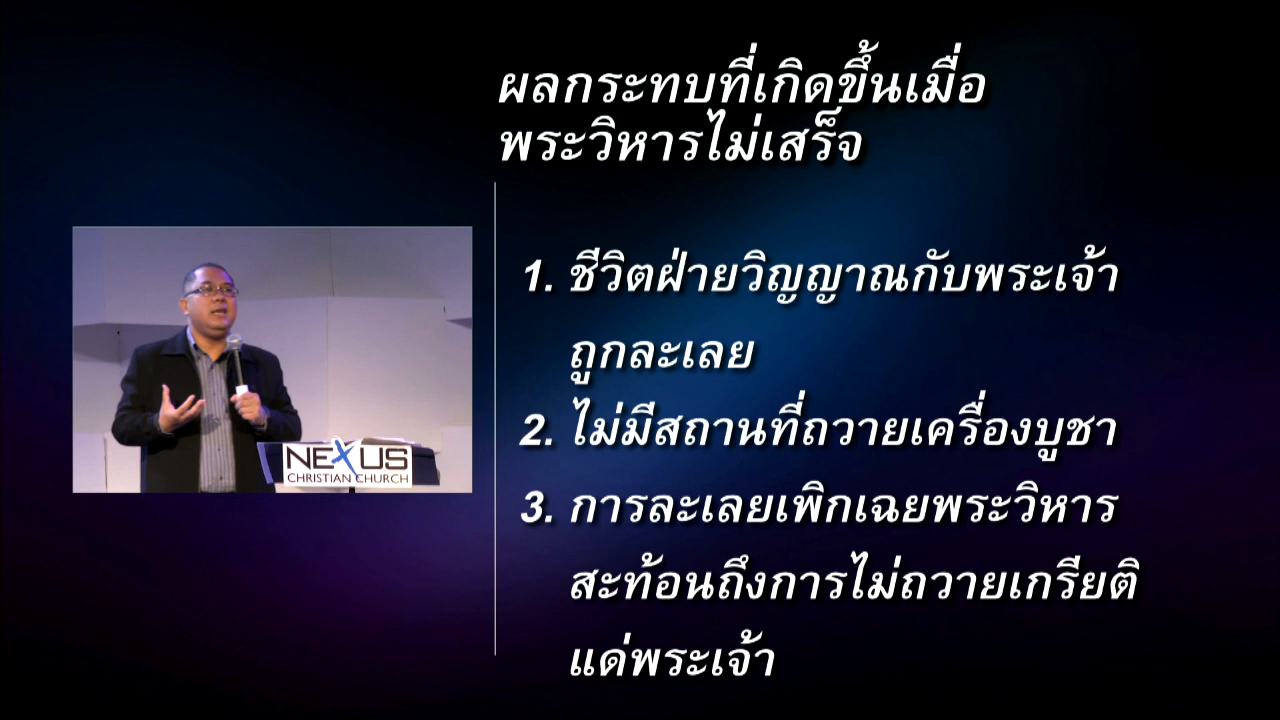 ผลกระทบที่เกิดขึ้นเมื่อ
พระวิหารไม่เสร็จ
1. ชีวิตฝ่ายวิญญาณกับพระเจ้า
ถูกละเลย
2. ไม่มีสถานที่ถวายเครื่องบูชา
3. การละเลยเพิกเฉยพระวิหาร
สะท้อนถึงการไม่ถวายเกรียติ
แด่พระเจ้า
NEXUS
CHRISTIAN CHURCH